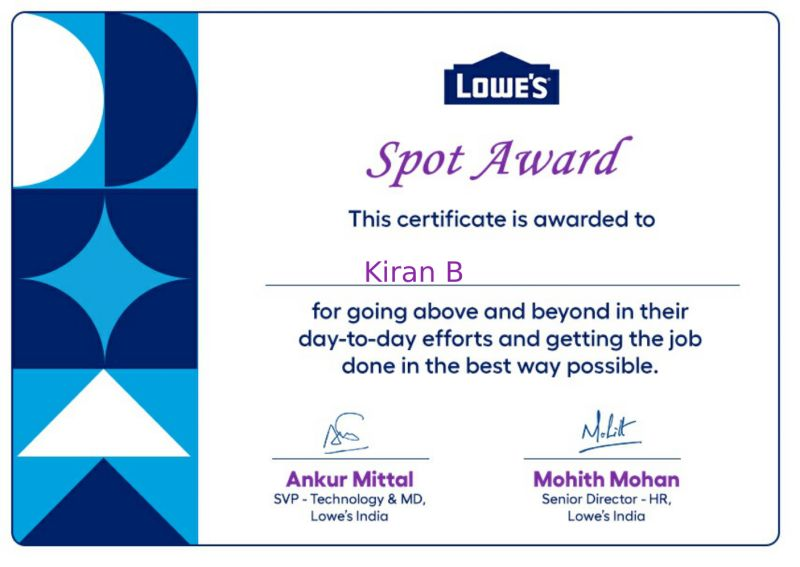 LOWE'S
Spot Award
This certificate is awarded to
Kiran B
for going above and beyond in their
day-to-day efforts and getting the job
done in the best way possible.
Mohith
Ankur Mittal
Mohith Mohan
SVP - Technology & MD,
Senior Director - HR,
Lowe's India
Lowe's India